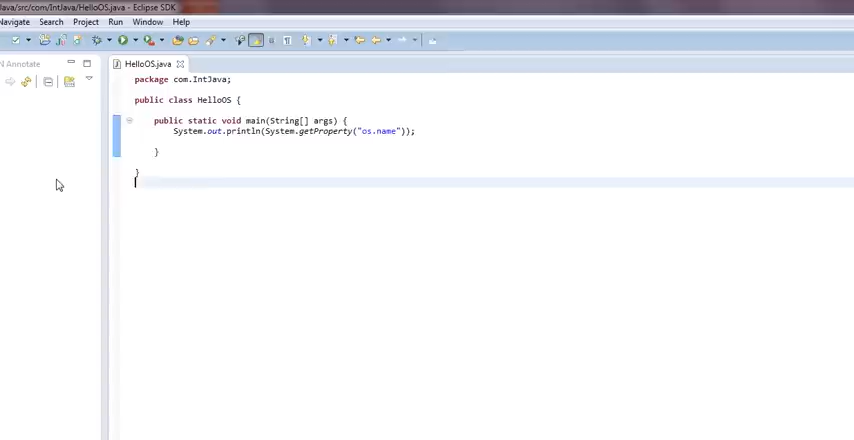 Java/src/com/IntJava/HelloOS.java - Eclipse SDK
Navigate Search Project Run Window Help
N Annotate
HelloOS.java
package com.IntJava;
public class HelloOS {
public static void main(String[] args) {
System.out.println(System.getProperty("os.name"));
}
}